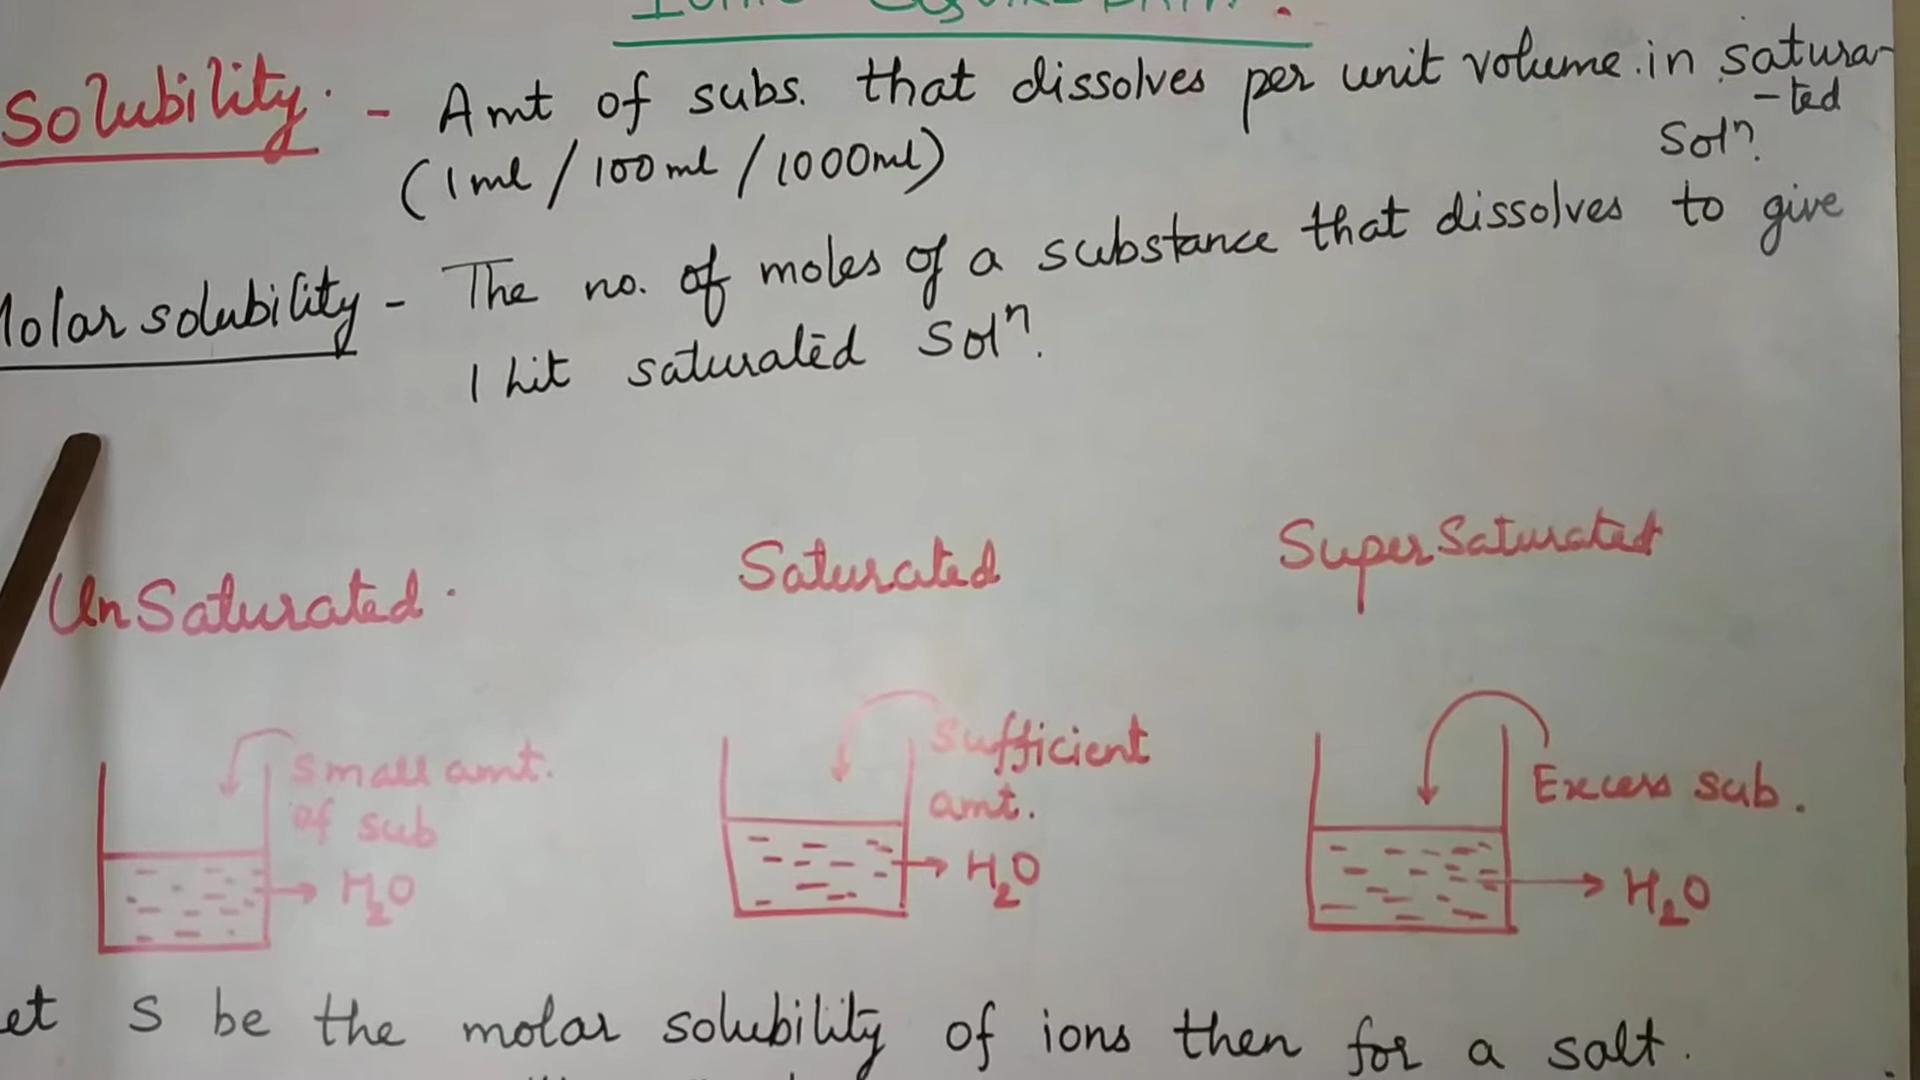 Solubility. - Amt of subs. that dissolves per unit volume in satura-
-ted
(1ml / 100ml / 1000ml)
Solⁿ.
Molar solubility - The no. of moles of a substance that dissolves to give
1 lit saturated Solⁿ.
UnSaturated.
Saturated
SuperSaturated
Small amt.
of sub
H₂O
Sufficient
amt.
H₂O
Excess sub.
H₂O
et S be the molar solubility of ions then for a salt.